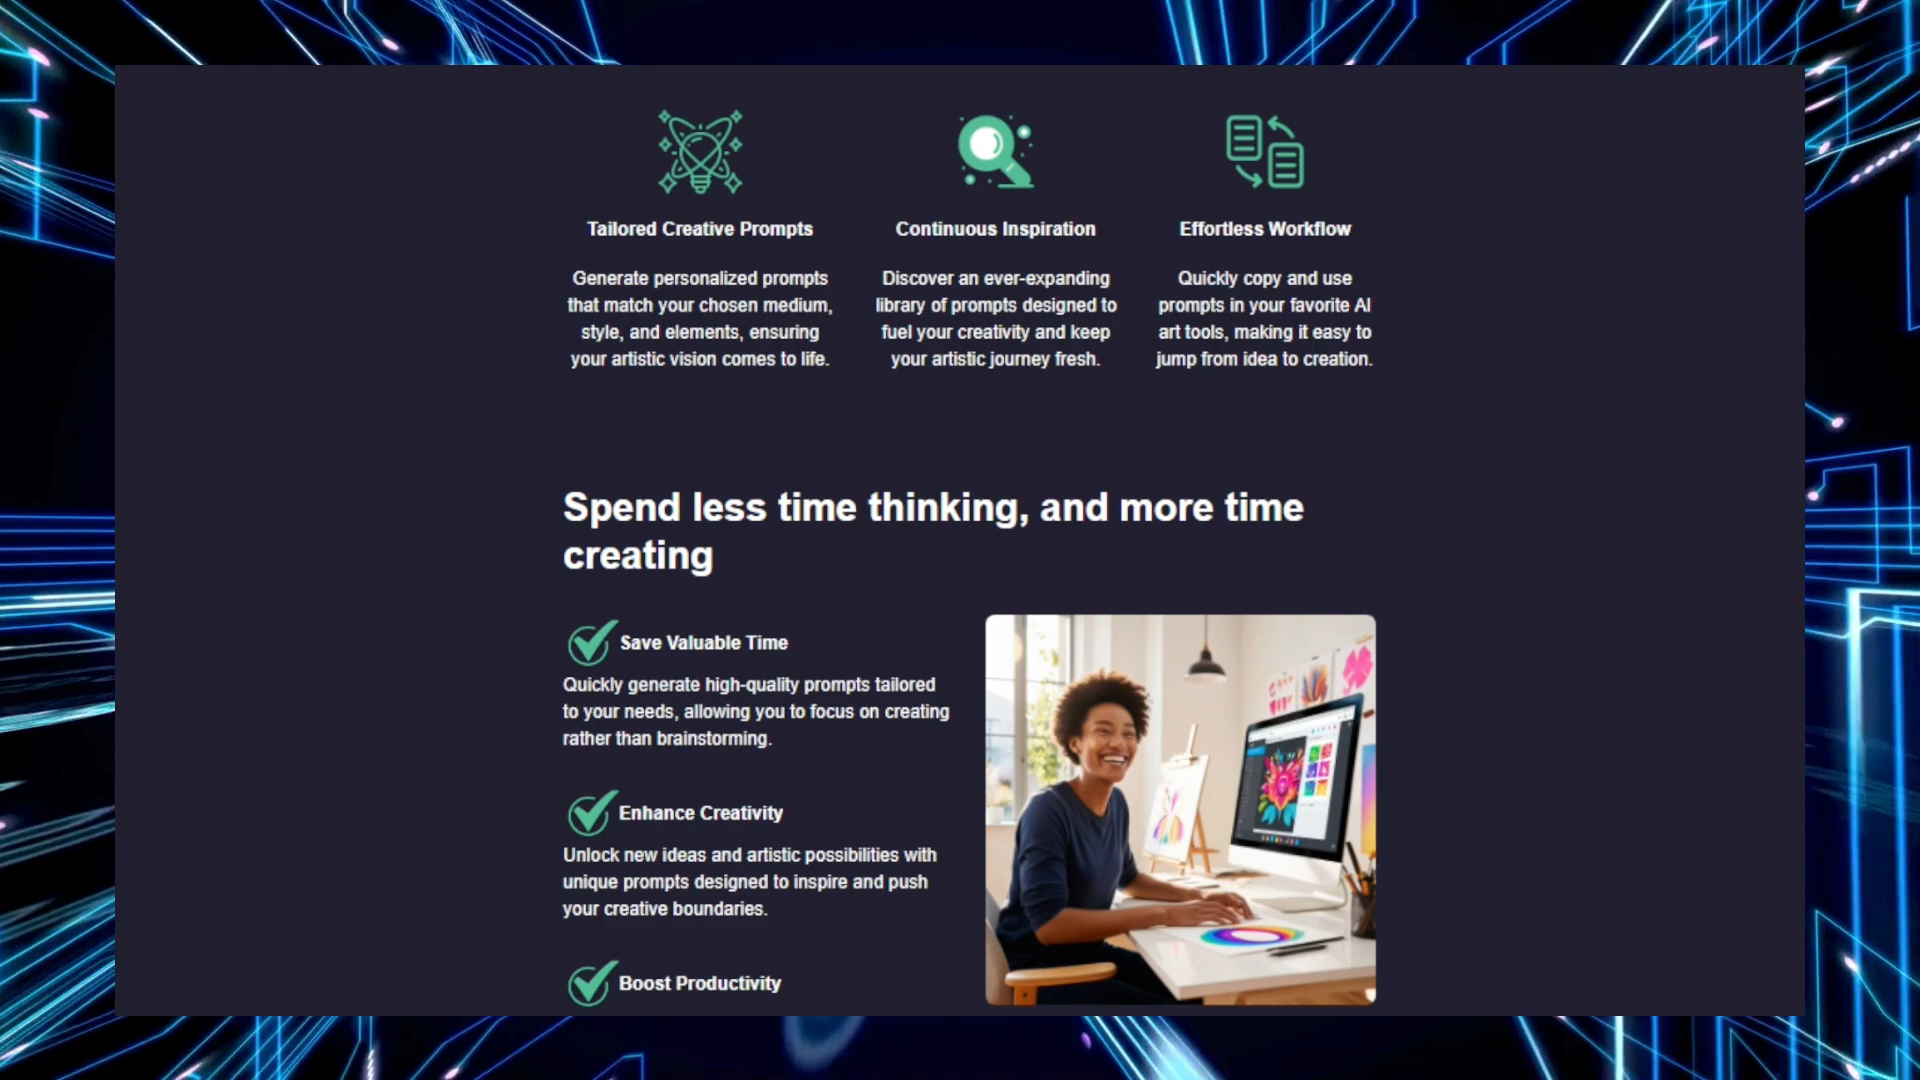 Tailored Creative Prompts
Generate personalized prompts
that match your chosen medium,
style, and elements, ensuring
your artistic vision comes to life.
Continuous Inspiration
Discover an ever-expanding
library of prompts designed to
fuel your creativity and keep
your artistic journey fresh.
Effortless Workflow
Quickly copy and use
prompts in your favorite AI
art tools, making it easy to
jump from idea to creation.
Spend less time thinking, and more time
creating
Save Valuable Time
Quickly generate high-quality prompts tailored
to your needs, allowing you to focus on creating
rather than brainstorming.
Enhance Creativity
Unlock new ideas and artistic possibilities with
unique prompts designed to inspire and push
your creative boundaries.
Boost Productivity